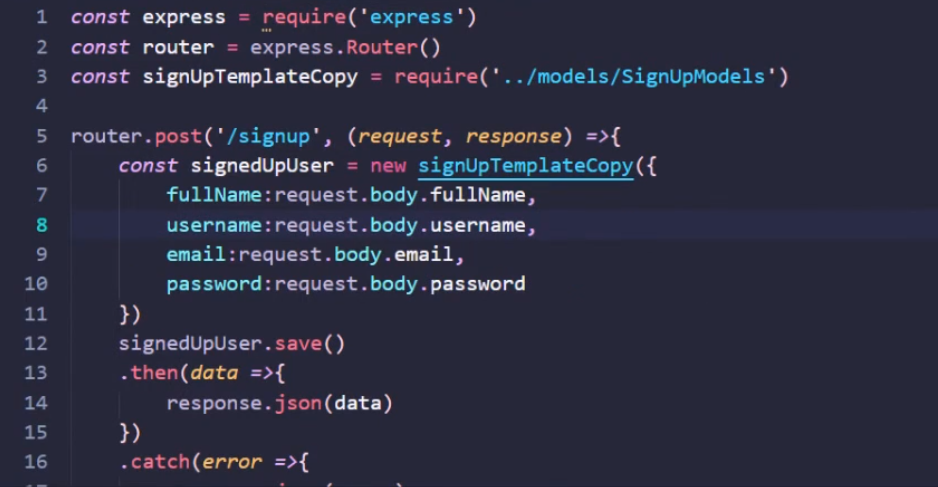 1 const express = require('express')
2 const router = express.Router()
3 const signUpTemplateCopy = require('../models/SignUpModels')
4
5 router.post('/signup', (request, response) =>{
6 const signedUpUser = new signUpTemplateCopy({
7 fullName:request.body.fullName,
8 username:request.body.username,
9 email:request.body.email,
10 password:request.body.password
11 })
12 signedUpUser.save()
13 .then(data =>{
14 response.json(data)
15 })
16 .catch(error =>{